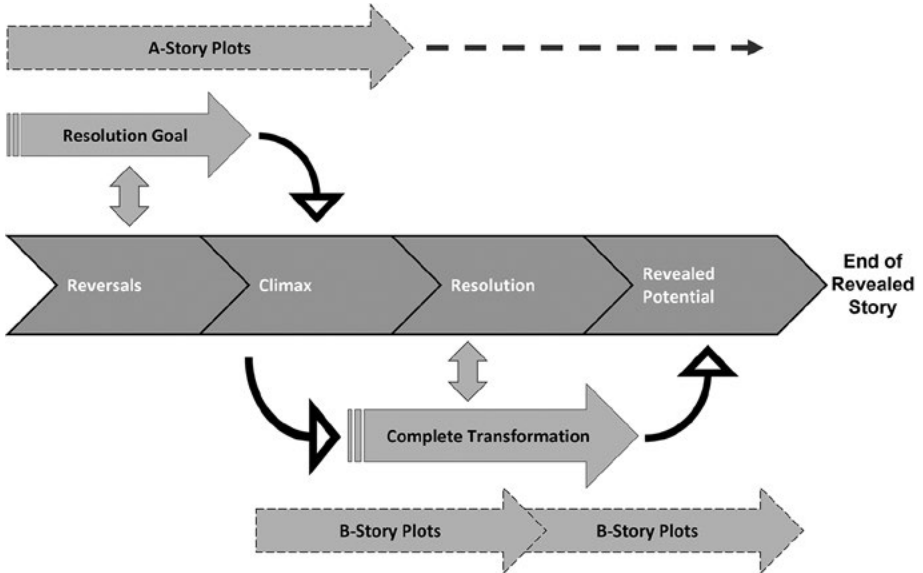 A-Story Plots
Resolution Goal
Reversals
Climax
Resolution
Revealed
Potential
End of
Revealed
Story
Complete Transformation
B-Story Plots
B-Story Plots